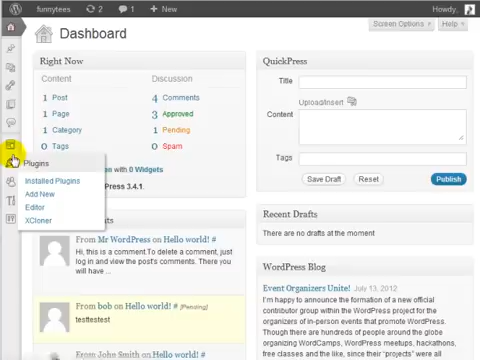 funnytees 2 1 + New Howdy,
Screen Options Help
Dashboard
Right Now
Content Discussion
1 Post 4 Comments
1 Page 3 Approved
1 Category 1 Pending
0 Tags 0 Spam
with 0 Widgets
Press 3.4.1.
Plugins
Installed Plugins
Add New
Editor
XCloner
From Mr WordPress on Hello world! #
Hi, this is a comment.To delete a comment, just
log in and view the post's comments. There you
will have ...
From bob on Hello world! # [Pending]
testtestest
From John Smith on Hello world! #
QuickPress
Title
Upload/Insert
Content
Tags
Save Draft Reset Publish
Recent Drafts
There are no drafts at the moment
WordPress Blog
Event Organizers Unite! July 13, 2012
I'm happy to announce the formation of a new official
contributor group within the WordPress project for the
organizers of in-person events that promote WordPress.
Though there are hundreds of people around the globe
organizing WordCamps, WordPress meetups, hackathons,
free classes and the like, since their "projects" were all